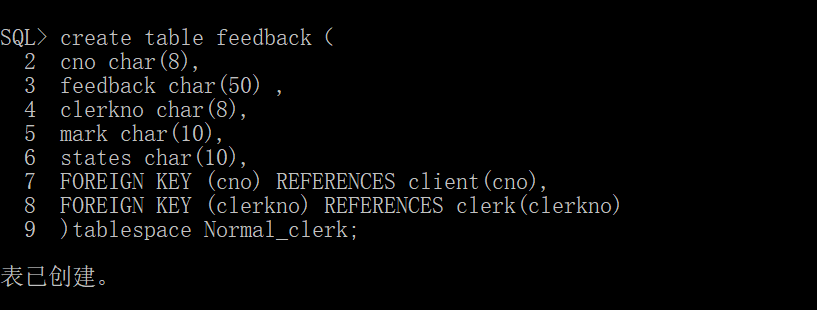 SQL> create table feedback (
2 cno char(8),
3 feedback char(50) ,
4 clerkno char(8),
5 mark char(10),
6 states char(10),
7 FOREIGN KEY (cno) REFERENCES client(cno),
8 FOREIGN KEY (clerkno) REFERENCES clerk(clerkno)
9 )tablespace Normal_clerk;
表已创建。